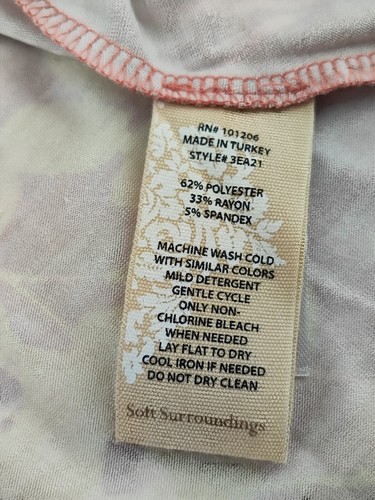 RN# 101206
MADE IN TURKEY
STYLE# 3EA21
62% POLYESTER
33% RAYON
5% SPANDEX
MACHINE WASH COLD
WITH SIMILAR COLORS
MILD DETERGENT
GENTLE CYCLE
ONLY NON-
CHLORINE BLEACH
WHEN NEEDED
LAY FLAT TO DRY
COOL IRON IF NEEDED
DO NOT DRY CLEAN
Soft Surroundings